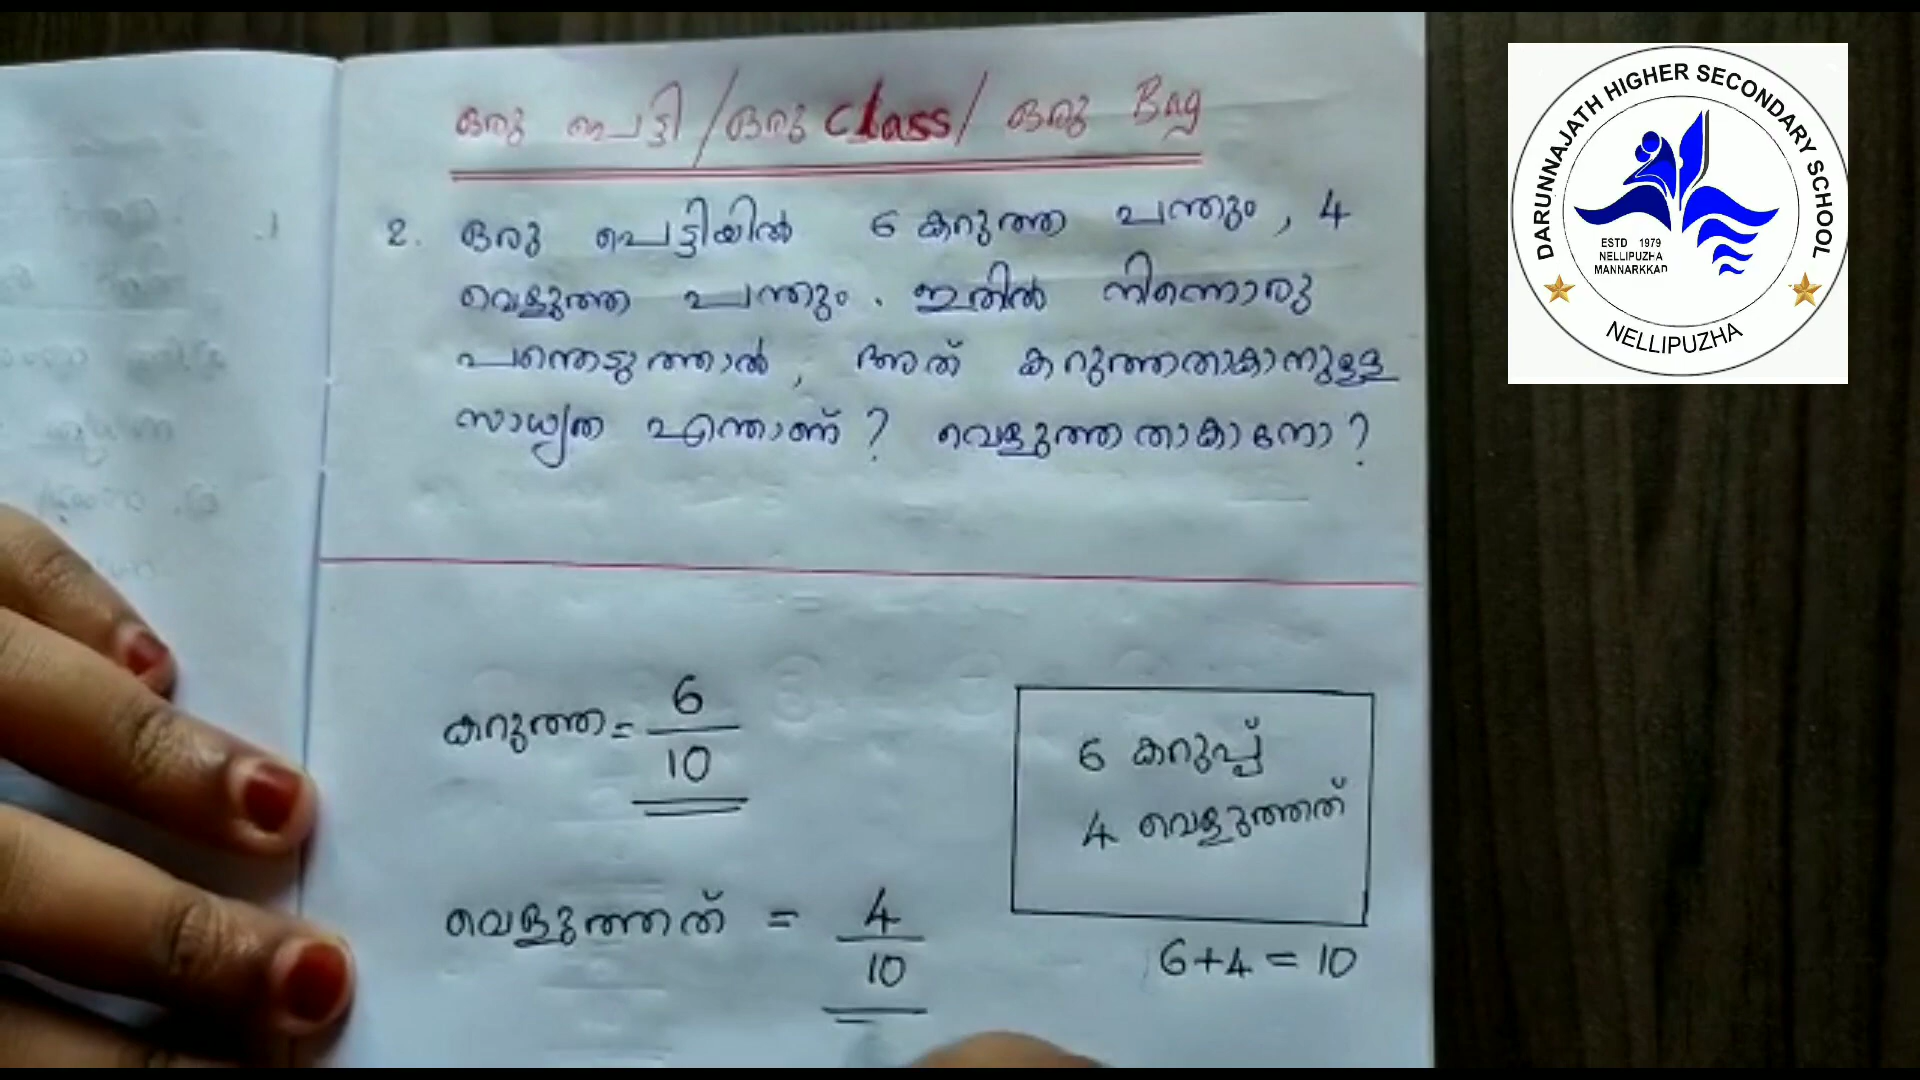 ഒരു പെട്ടി / ഒരു class / ഒരു Bag
2. ഒരു പെട്ടിയിൽ 6 കറുത്ത പന്തും, 4
വെളുത്ത പന്തും. ഇതിൽ നിന്നൊരു
പന്തെടുത്താൽ, അത് കറുത്തതാകാനുള്ള
സാധ്യത എന്താണ്? വെളുത്തതാകാനോ?
കറുത്ത = 6/10
6 കറുപ്പ്
4 വെളുത്തത്
വെളുത്തത് = 4/10
6+4 = 10
DARUNNAJATH HIGHER SECONDARY SCHOOL
ESTD 1979
NELLIPUZHA
MANNARKKAD
NELLIPUZHA